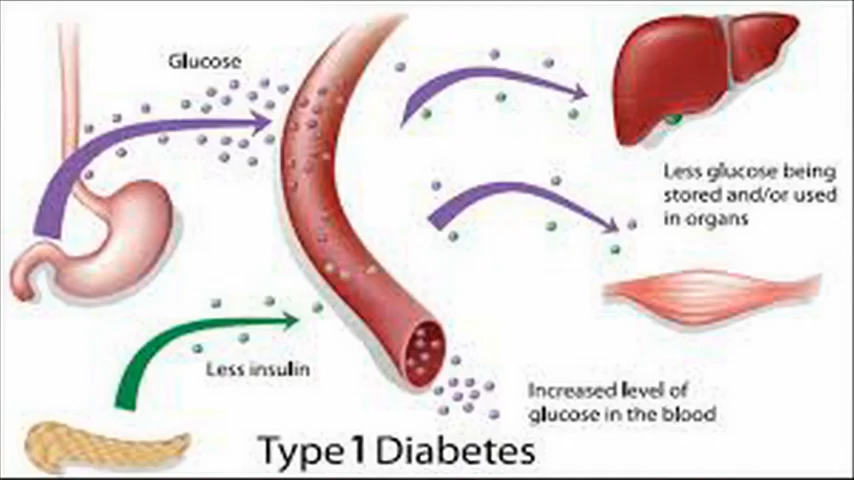 Glucose
Less glucose being
stored and/or used
in organs
Less insulin
Increased level of
glucose in the blood
Type 1 Diabetes